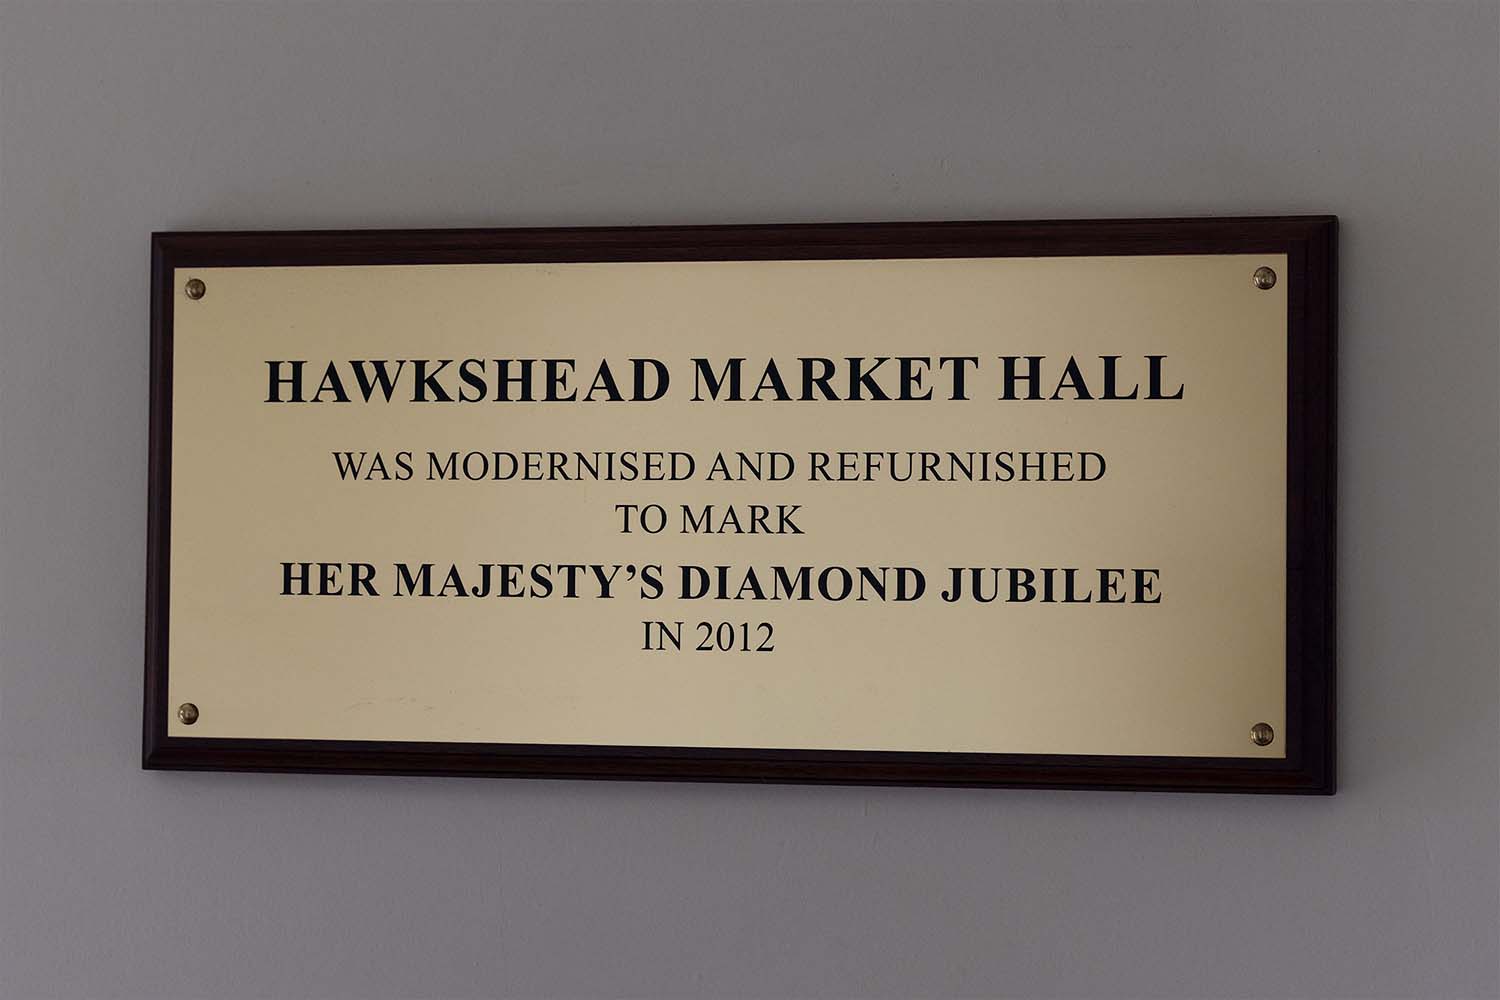 HAWKSHEAD MARKET HALL
WAS MODERNISED AND REFURNISHED
TO MARK
HER MAJESTY'S DIAMOND JUBILEE
IN 2012